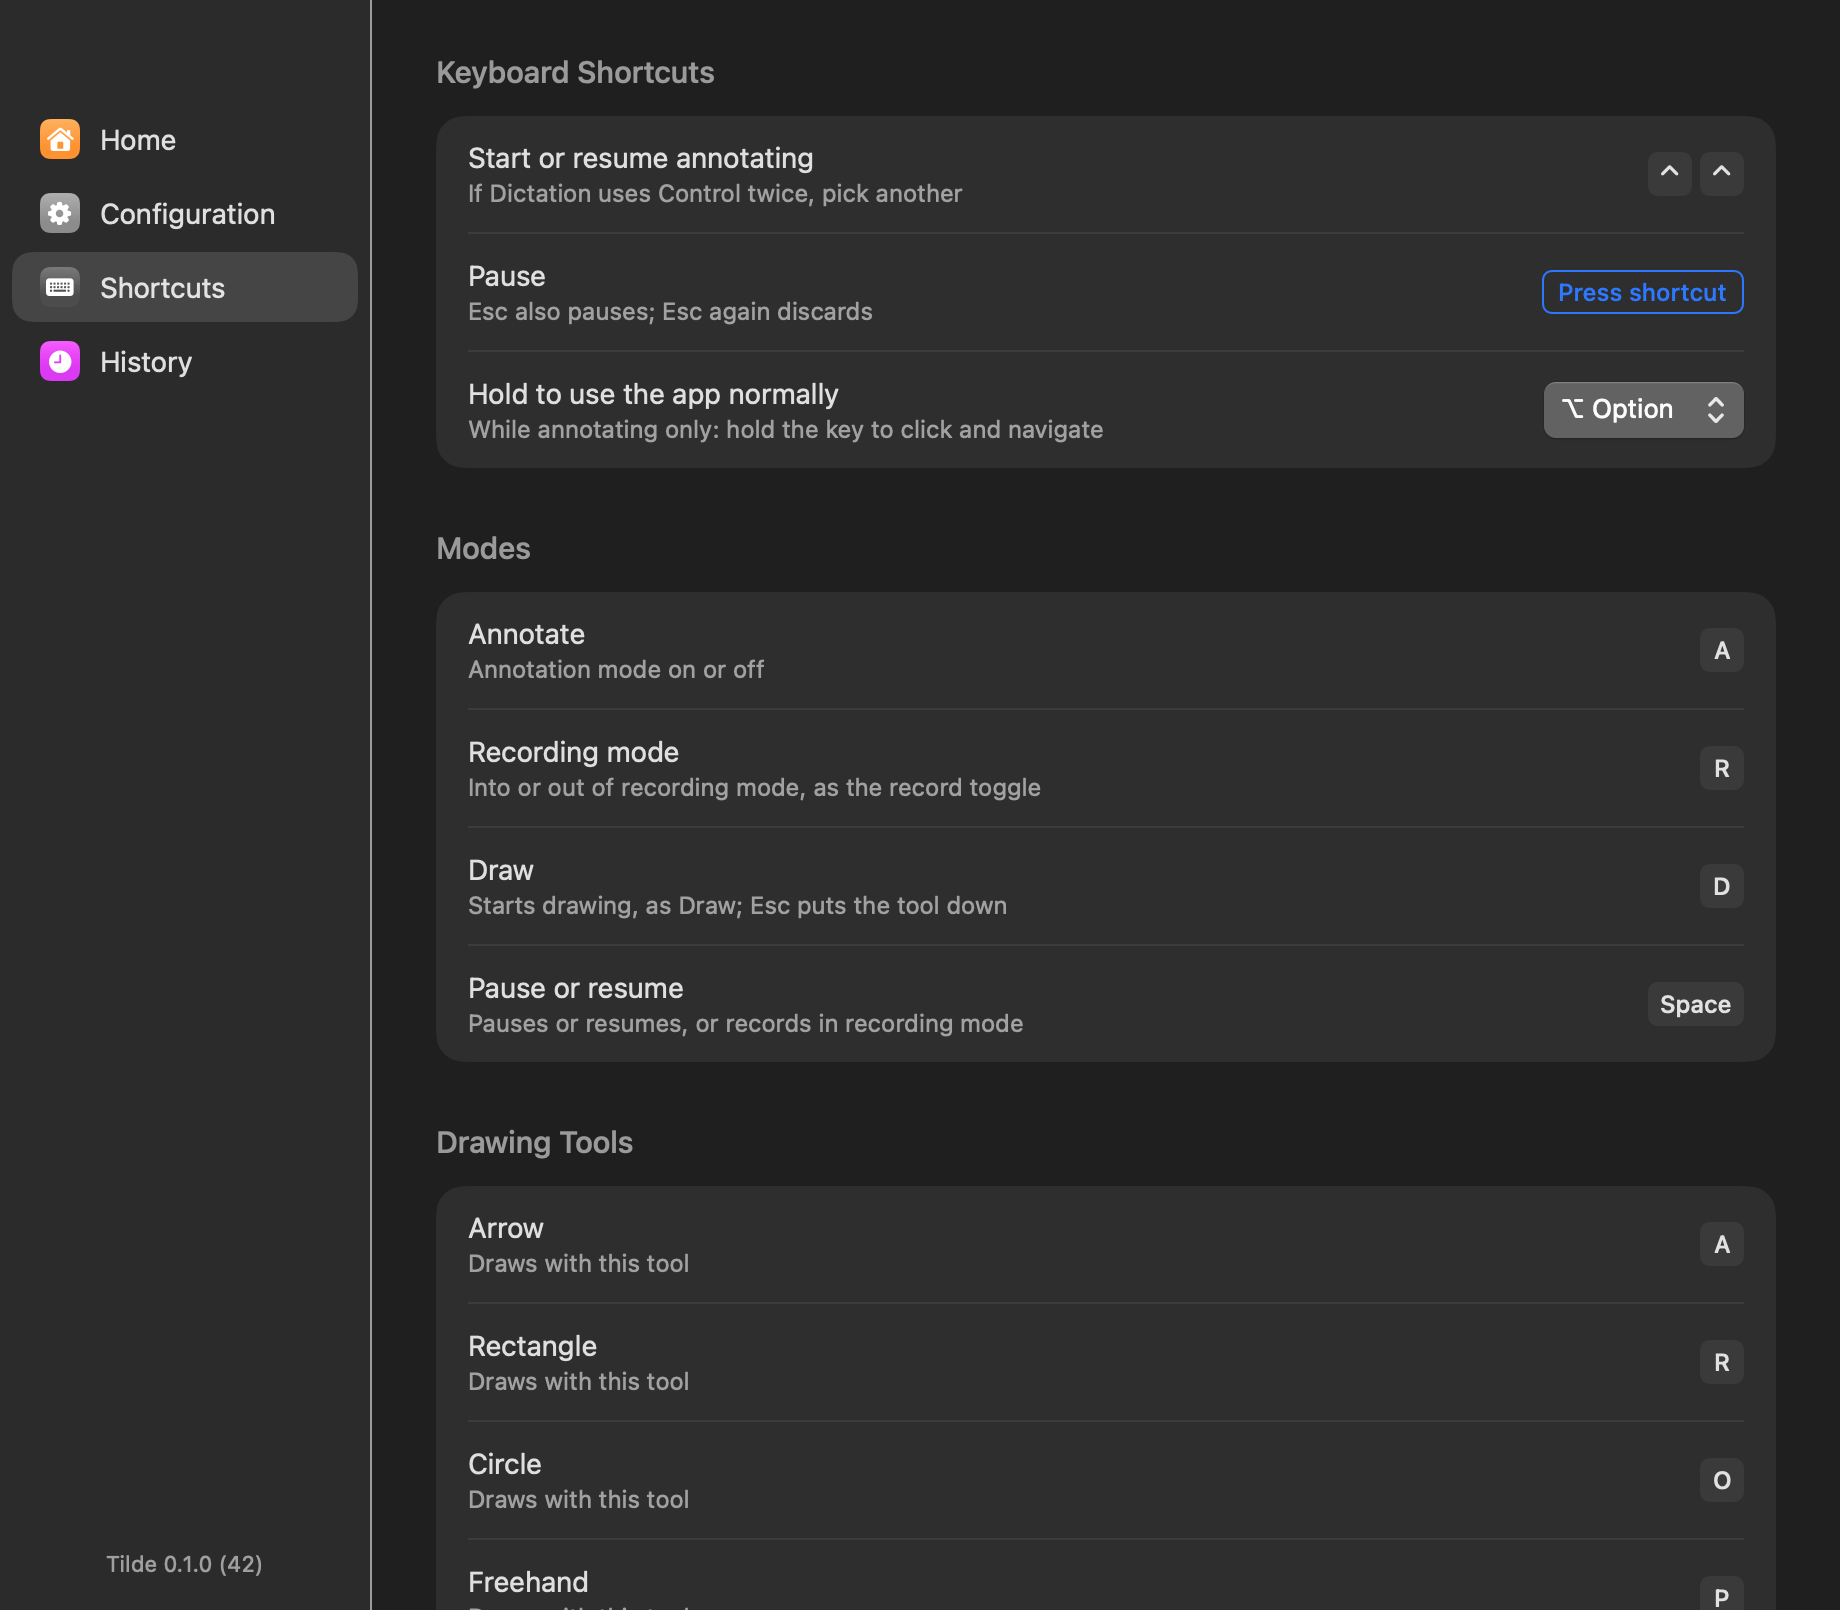 Home
Configuration
Shortcuts
History
Tilde 0.1.0 (42)
Keyboard Shortcuts
Start or resume annotating
If Dictation uses Control twice, pick another
^ ^
Pause
Esc also pauses; Esc again discards
Press shortcut
Hold to use the app normally
While annotating only: hold the key to click and navigate
⌥ Option
Modes
Annotate
Annotation mode on or off
A
Recording mode
Into or out of recording mode, as the record toggle
R
Draw
Starts drawing, as Draw; Esc puts the tool down
D
Pause or resume
Pauses or resumes, or records in recording mode
Space
Drawing Tools
Arrow
Draws with this tool
A
Rectangle
Draws with this tool
R
Circle
Draws with this tool
O
Freehand
P